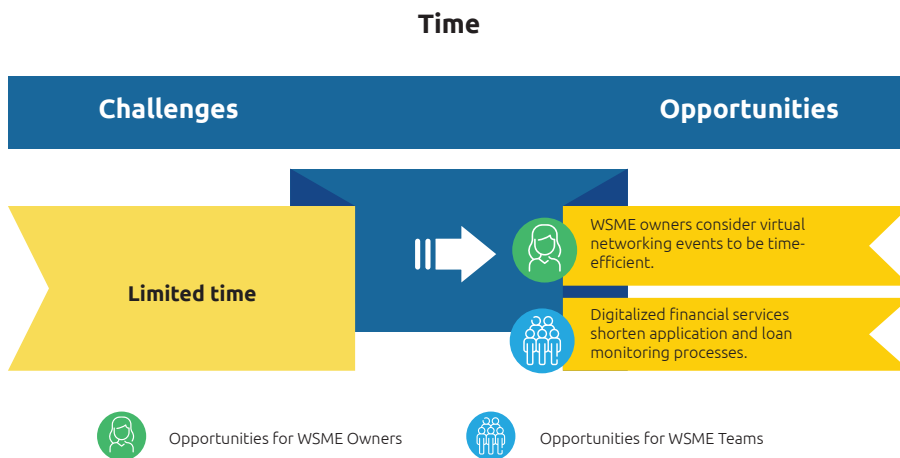 Time
Challenges
Opportunities
Limited time
WSME owners consider virtual
networking events to be time-
efficient.
Digitalized financial services
shorten application and loan
monitoring processes.
Opportunities for WSME Owners
Opportunities for WSME Teams